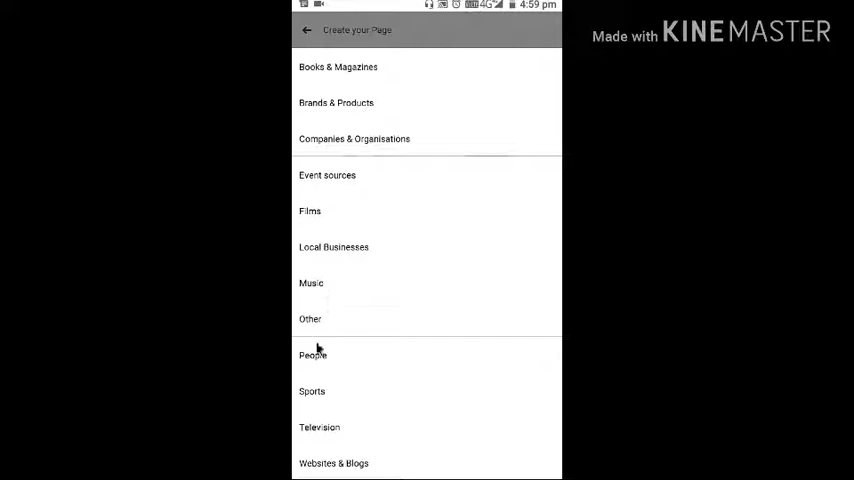 4G 4:59 pm
Create your Page
Made with KINEMASTER
Books & Magazines
Brands & Products
Companies & Organisations
Event sources
Films
Local Businesses
Music
Other
People
Sports
Television
Websites & Blogs